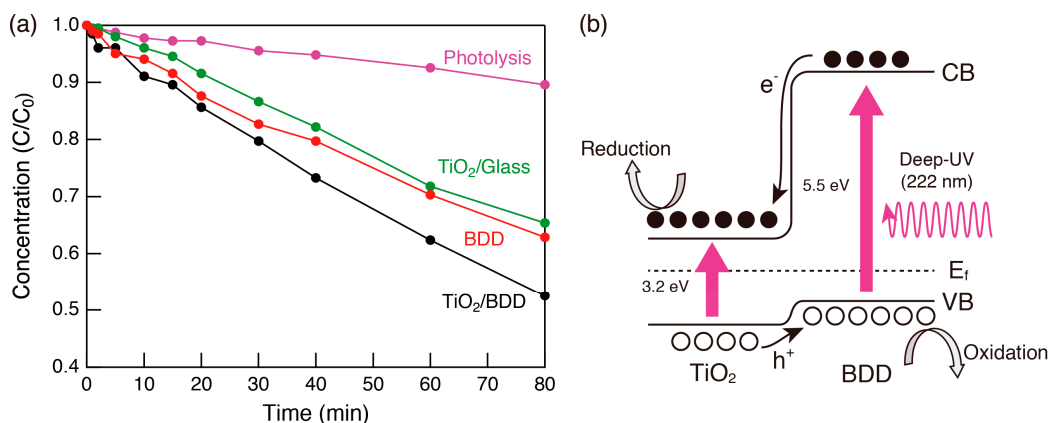 (a)
1.0
0.9
0.8
0.7
0.6
0.5
0.4
Concentration (C/C₀)
0
10
20
30
40
50
60
70
80
Time (min)
Photolysis
TiO₂/Glass
BDD
TiO₂/BDD
(b)
CB
e⁻
Reduction
Deep-UV
(222 nm)
5.5 eV
3.2 eV
E_f
VB
h⁺
Oxidation
TiO₂
BDD